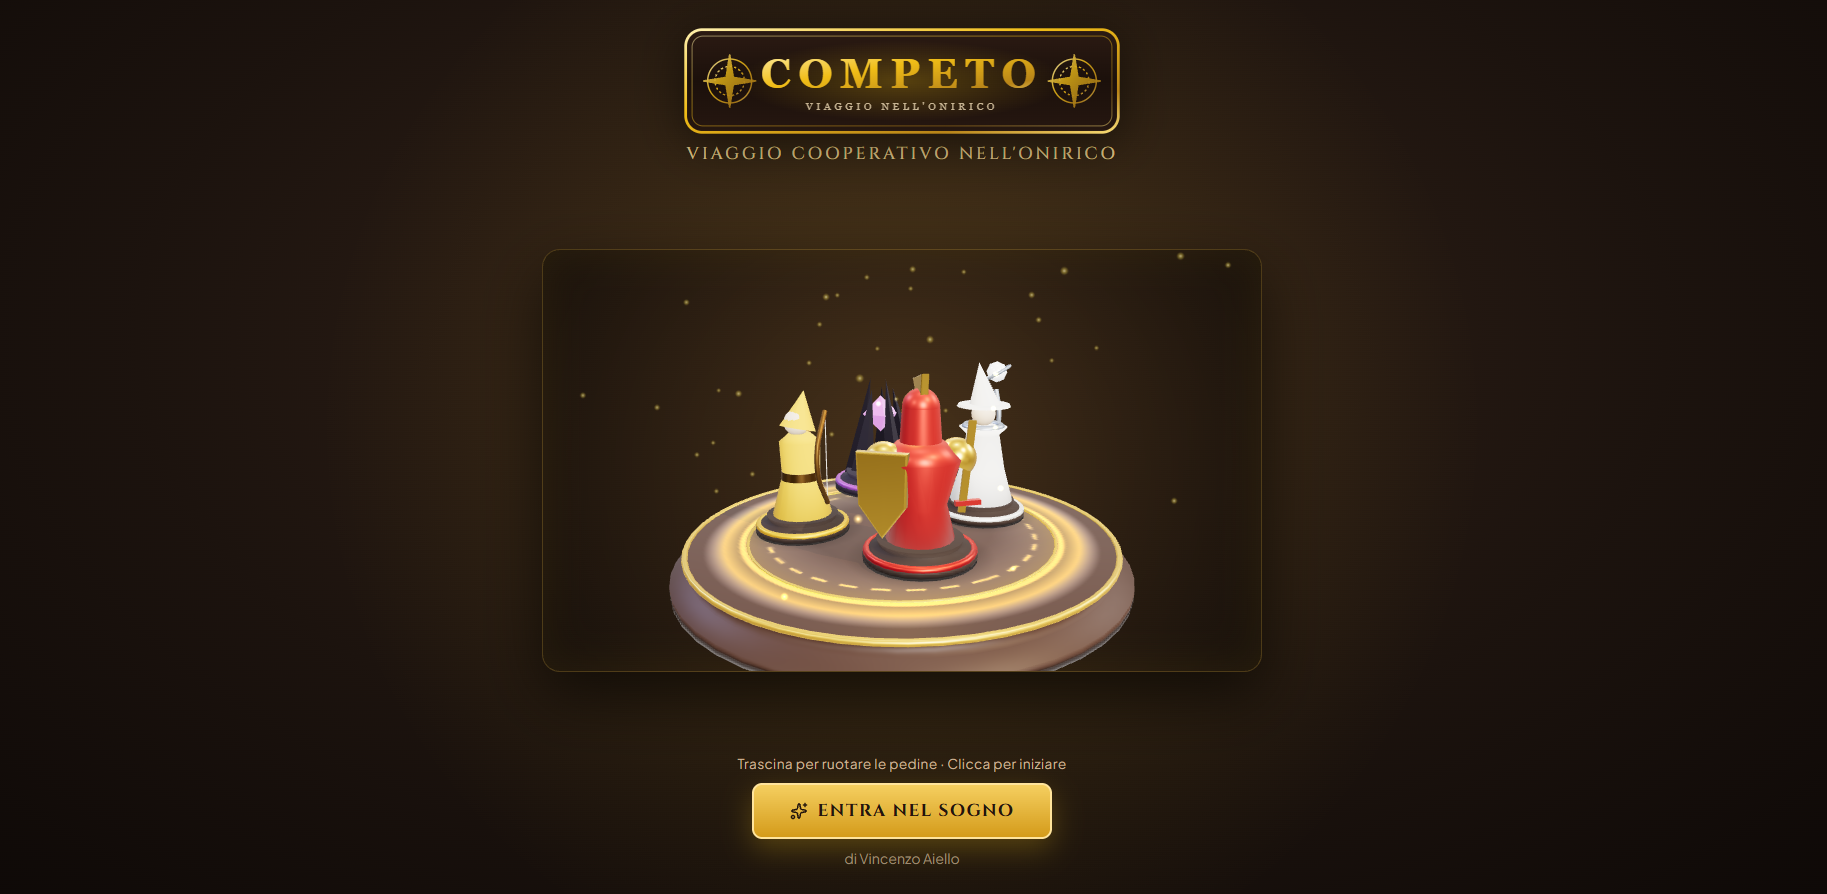 COMPETO
VIAGGIO NELL'ONIRICO
VIAGGIO COOPERATIVO NELL'ONIRICO
Trascina per ruotare le pedine · Clicca per iniziare
ENTRA NEL SOGNO
di Vincenzo Aiello